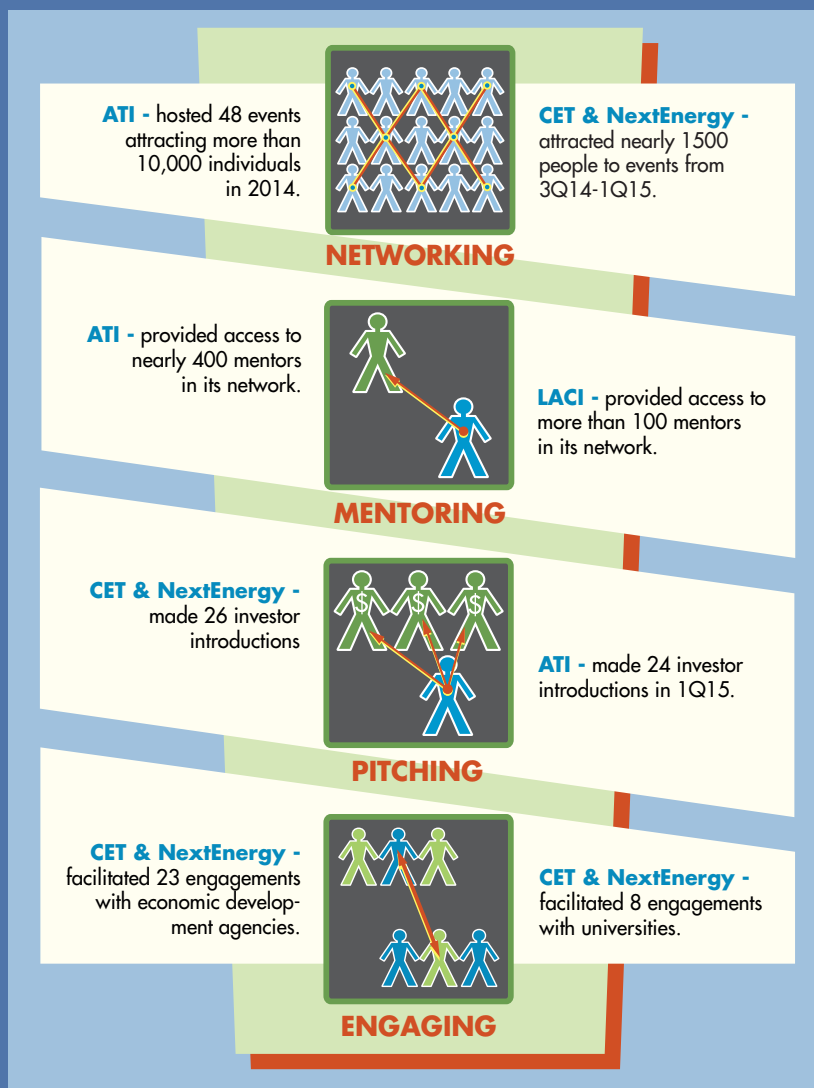 ATI - hosted 48 events
attracting more than
10,000 individuals
in 2014.
CET & NextEnergy -
attracted nearly 1500
people to events from
3Q14-1Q15.
NETWORKING
ATI - provided access to
nearly 400 mentors
in its network.
LACI - provided access to
more than 100 mentors
in its network.
MENTORING
CET & NextEnergy -
made 26 investor
introductions
$ $ $
ATI - made 24 investor
introductions in 1Q15.
PITCHING
CET & NextEnergy -
facilitated 23 engagements
with economic develop-
ment agencies.
CET & NextEnergy -
facilitated 8 engagements
with universities.
ENGAGING